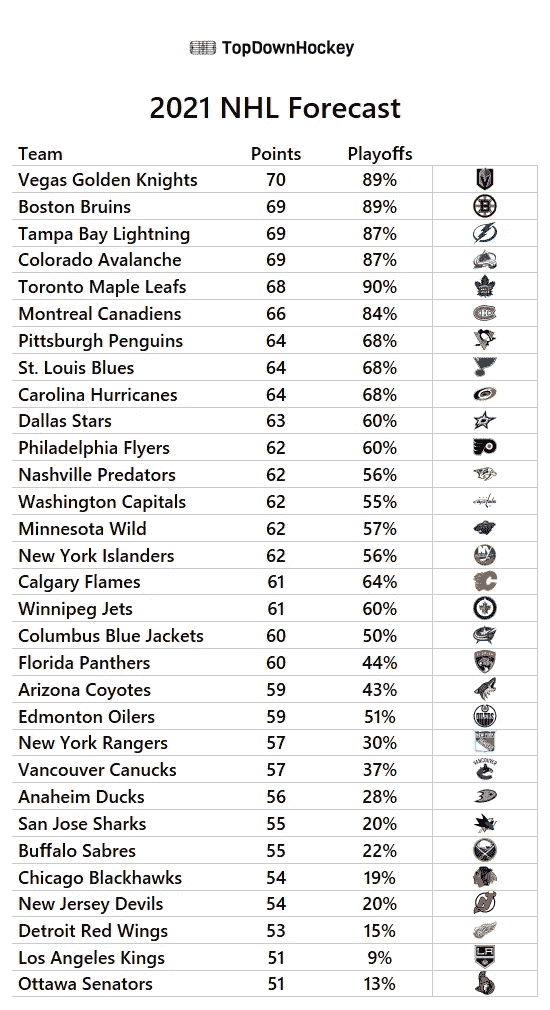 TopDownHockey
2021 NHL Forecast
Team Points Playoffs
Vegas Golden Knights 70 89%
Boston Bruins 69 89%
Tampa Bay Lightning 69 87%
Colorado Avalanche 69 87%
Toronto Maple Leafs 68 90%
Montreal Canadiens 66 84%
Pittsburgh Penguins 64 68%
St. Louis Blues 64 68%
Carolina Hurricanes 64 68%
Dallas Stars 63 60%
Philadelphia Flyers 62 60%
Nashville Predators 62 56%
Washington Capitals 62 55%
Minnesota Wild 62 57%
New York Islanders 62 56%
Calgary Flames 61 64%
Winnipeg Jets 61 60%
Columbus Blue Jackets 60 50%
Florida Panthers 60 44%
Arizona Coyotes 59 43%
Edmonton Oilers 59 51%
New York Rangers 57 30%
Vancouver Canucks 57 37%
Anaheim Ducks 56 28%
San Jose Sharks 55 20%
Buffalo Sabres 55 22%
Chicago Blackhawks 54 19%
New Jersey Devils 54 20%
Detroit Red Wings 53 15%
Los Angeles Kings 51 9%
Ottawa Senators 51 13%